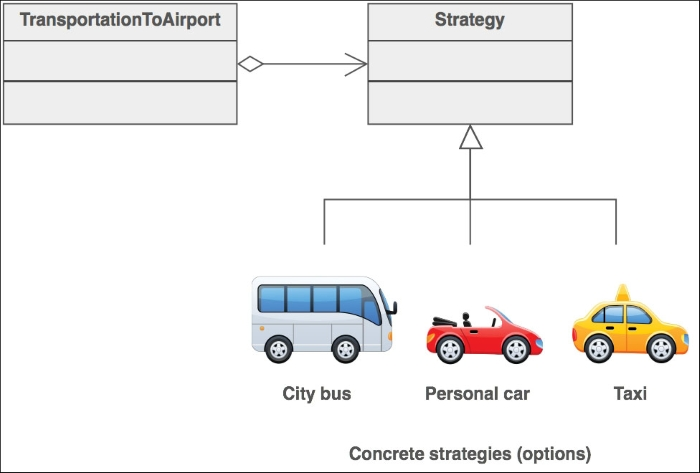 TransportationToAirport
Strategy
City bus
Personal car
Taxi
Concrete strategies (options)